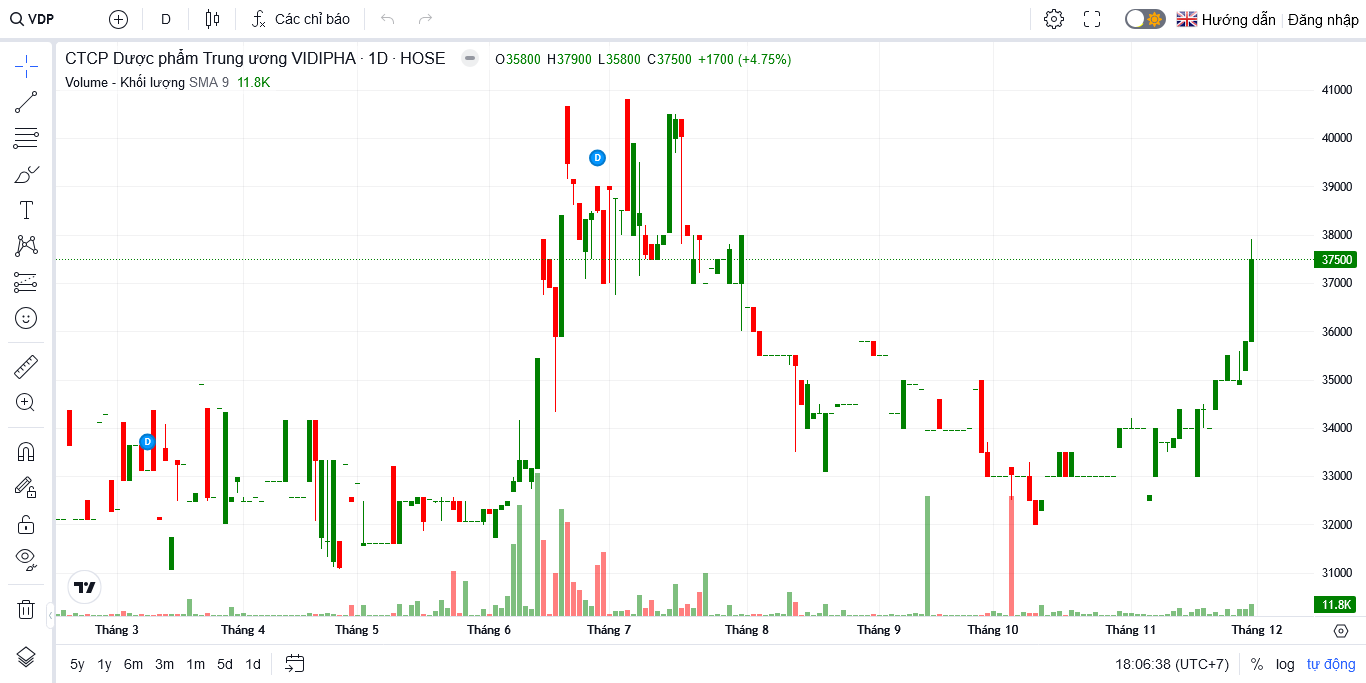 VDP D Các chỉ báo Hướng dẫn Đăng nhập
CTCP Dược phẩm Trung ương VIDIPHA · 1D · HOSE O35800 H37900 L35800 C37500 +1700 (+4.75%)
Volume - Khối lượng SMA 9 11.8K
41000
40000
D
39000
38000
37500
37000
36000
35000
34000
D
33000
32000
31000
11.8K
Tháng 3 Tháng 4 Tháng 5 Tháng 6 Tháng 7 Tháng 8 Tháng 9 Tháng 10 Tháng 11 Tháng 12
5y 1y 6m 3m 1m 5d 1d 18:06:38 (UTC+7) % log tự động